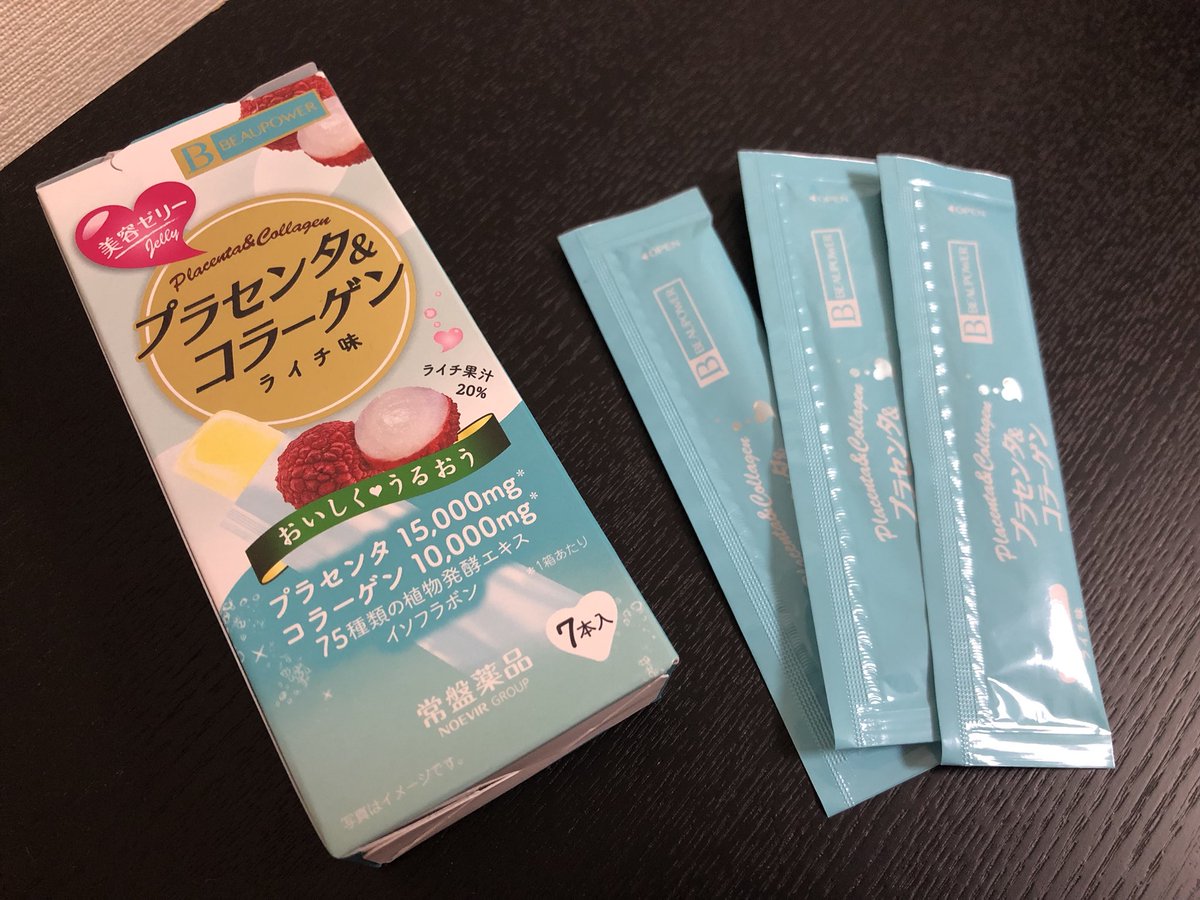 B BEAUPOWER
美容ゼリー
Jelly
Placenta&Collagen
プラセンタ&
コラーゲン
ライチ味
ライチ果汁
20%
おいしく♥うるおう
プラセンタ 15,000mg*
コラーゲン 10,000mg*
75種類の植物発酵エキス
イソフラボン
*1箱あたり
7本入
常盤薬品
NOEVIR GROUP
写真はイメージです。
◄OPEN
B BEAUPOWER
Placenta&Collagen
◄OPEN
B BEAUPOWER
Placenta&Collagen
プラセンタ&
◄OPEN
B BEAUPOWER
Placenta&Collagen
プラセンタ&
コラーゲン